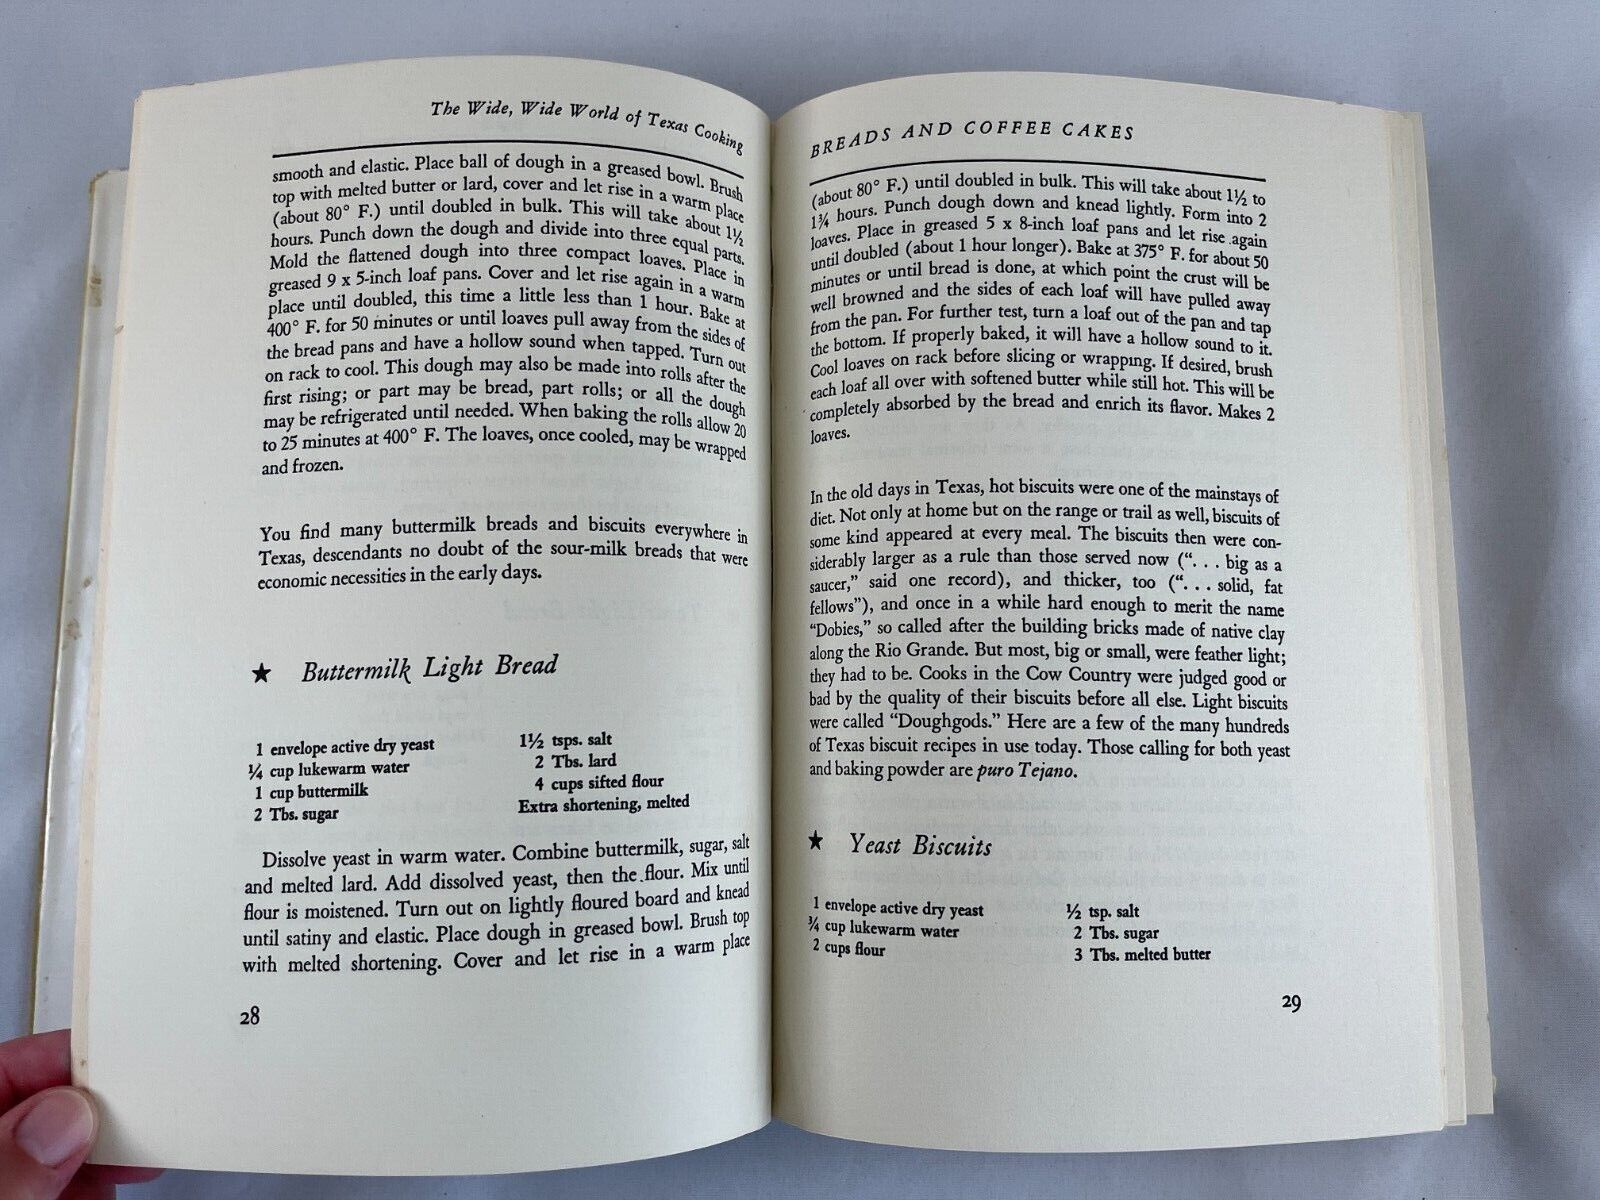 The Wide, Wide World of Texas Cooking
smooth and elastic. Place ball of dough in a greased bowl. Brush
top with melted butter or lard, cover and let rise in a warm place
(about 80° F.) until doubled in bulk. This will take about 1½
hours. Punch down the dough and divide into three equal parts.
Mold the flattened dough into three compact loaves. Place in
greased 9 x 5-inch loaf pans. Cover and let rise again in a warm
place until doubled, this time a little less than 1 hour. Bake at
400° F. for 50 minutes or until loaves pull away from the sides of
the bread pans and have a hollow sound when tapped. Turn out
on rack to cool. This dough may also be made into rolls after the
first rising; or part may be bread, part rolls; or all the dough
may be refrigerated until needed. When baking the rolls allow 20
to 25 minutes at 400° F. The loaves, once cooled, may be wrapped
and frozen.
You find many buttermilk breads and biscuits everywhere in
Texas, descendants no doubt of the sour-milk breads that were
economic necessities in the early days.
★ Buttermilk Light Bread
1 envelope active dry yeast
¼ cup lukewarm water
1 cup buttermilk
2 Tbs. sugar
1½ tsps. salt
2 Tbs. lard
4 cups sifted flour
Extra shortening, melted
Dissolve yeast in warm water. Combine buttermilk, sugar, salt
and melted lard. Add dissolved yeast, then the flour. Mix until
flour is moistened. Turn out on lightly floured board and knead
until satiny and elastic. Place dough in greased bowl. Brush top
with melted shortening. Cover and let rise in a warm place
28
BREADS AND COFFEE CAKES
(about 80° F.) until doubled in bulk. This will take about 1½ to
1¾ hours. Punch dough down and knead lightly. Form into 2
loaves. Place in greased 5 x 8-inch loaf pans and let rise again
until doubled (about 1 hour longer). Bake at 375° F. for about 50
minutes or until bread is done, at which point the crust will be
well browned and the sides of each loaf will have pulled away
from the pan. For further test, turn a loaf out of the pan and tap
the bottom. If properly baked, it will have a hollow sound to it.
Cool loaves on rack before slicing or wrapping. If desired, brush
each loaf all over with softened butter while still hot. This will be
completely absorbed by the bread and enrich its flavor. Makes 2
loaves.
In the old days in Texas, hot biscuits were one of the mainstays of
diet. Not only at home but on the range or trail as well, biscuits of
some kind appeared at every meal. The biscuits then were con-
siderably larger as a rule than those served now (“. . . big as a
saucer,” said one record), and thicker, too (“. . . solid, fat
fellows”), and once in a while hard enough to merit the name
“Dobies,” so called after the building bricks made of native clay
along the Rio Grande. But most, big or small, were feather light;
they had to be. Cooks in the Cow Country were judged good or
bad by the quality of their biscuits before all else. Light biscuits
were called “Doughgods.” Here are a few of the many hundreds
of Texas biscuit recipes in use today. Those calling for both yeast
and baking powder are puro Tejano.
★ Yeast Biscuits
1 envelope active dry yeast
¾ cup lukewarm water
2 cups flour
½ tsp. salt
2 Tbs. sugar
3 Tbs. melted butter
29